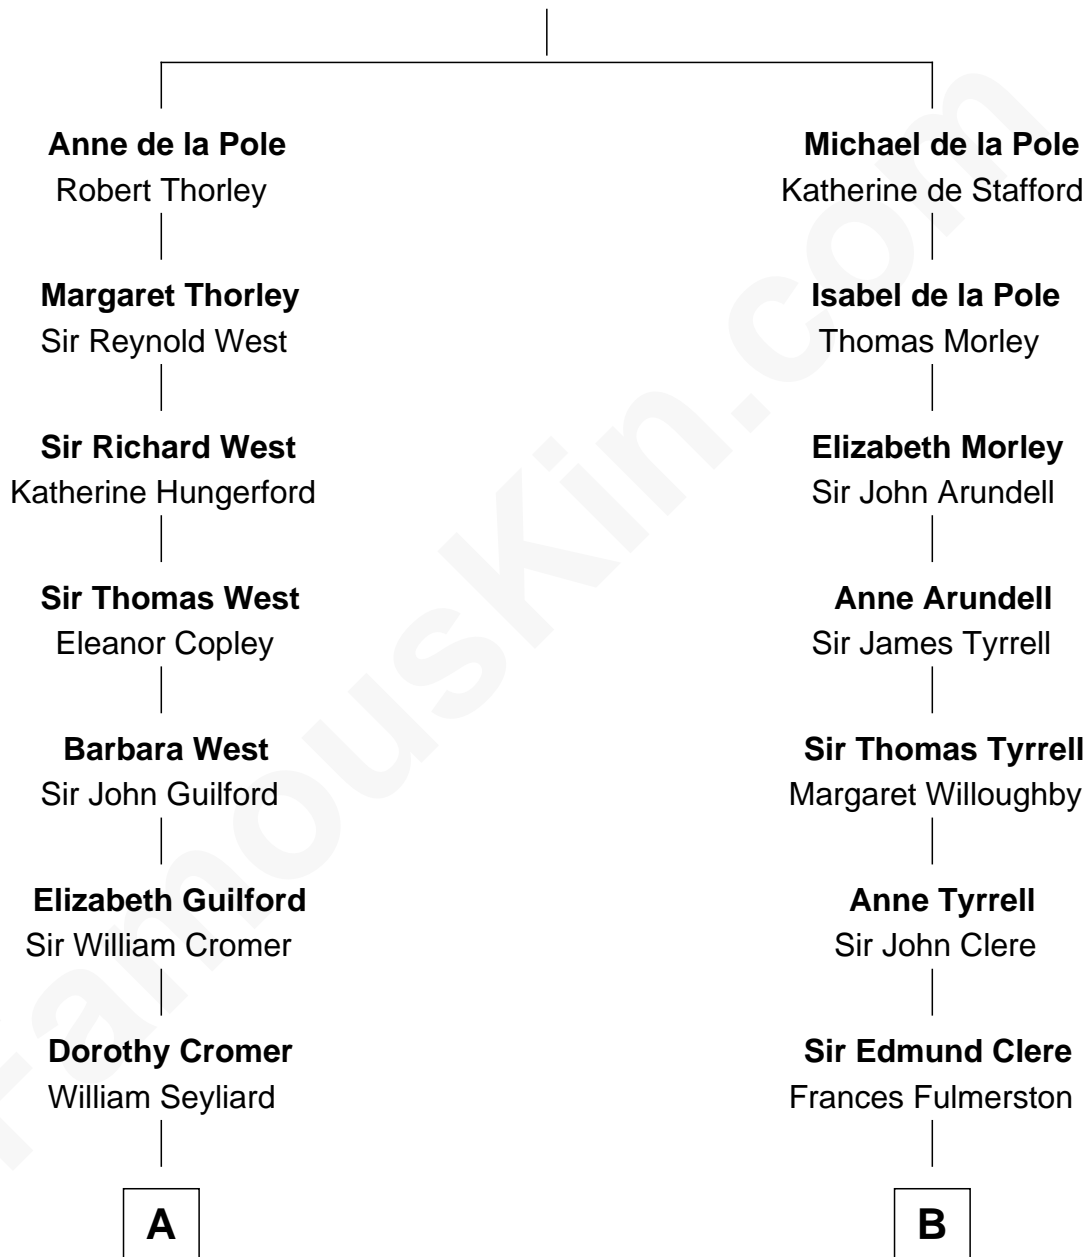 Anne de la Pole
Robert Thorley
Margaret Thorley
Sir Reynold West
Sir Richard West
Katherine Hungerford
Sir Thomas West
Eleanor Copley
Barbara West
Sir John Guilford
Elizabeth Guilford
Sir William Cromer
Dorothy Cromer
William Seyliard
A
Michael de la Pole
Katherine de Stafford
Isabel de la Pole
Thomas Morley
Elizabeth Morley
Sir John Arundell
Anne Arundell
Sir James Tyrrell
Sir Thomas Tyrrell
Margaret Willoughby
Anne Tyrrell
Sir John Clere
Sir Edmund Clere
Frances Fulmerston
B
FamousKin.com